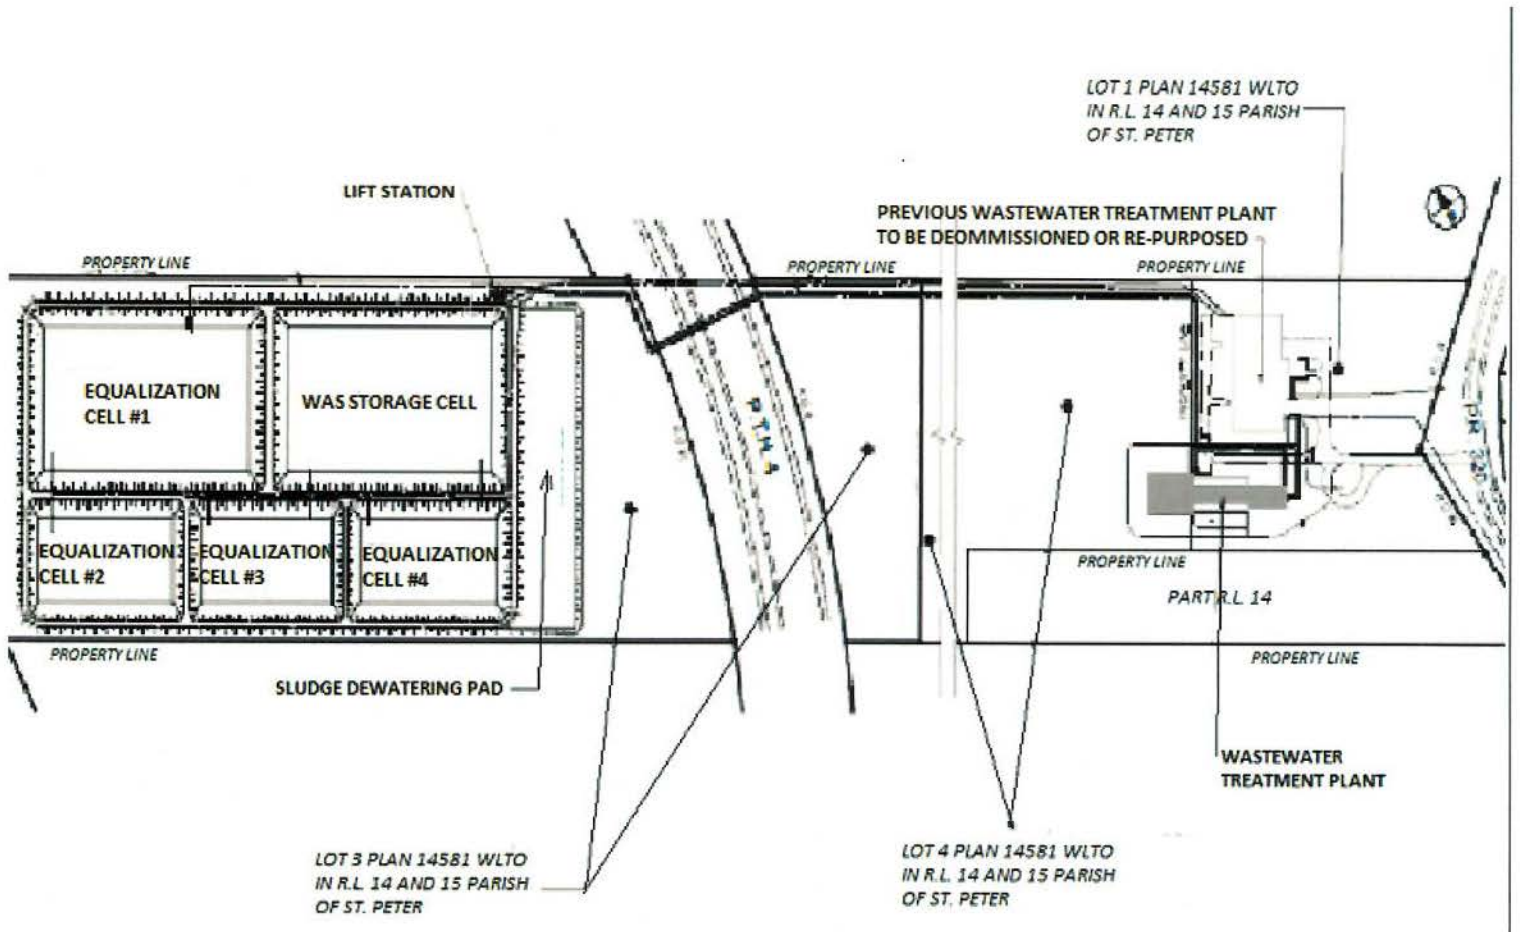 LOT 1 PLAN 14581 WLTO
IN R.L. 14 AND 15 PARISH
OF ST. PETER
LIFT STATION
PREVIOUS WASTEWATER TREATMENT PLANT
TO BE DEOMMISSIONED OR RE-PURPOSED
PROPERTY LINE
PROPERTY LINE
PROPERTY LINE
EQUALIZATION
CELL #1
WAS STORAGE CELL
PTH 9
PR 320
EQUALIZATION
CELL #2
EQUALIZATION
CELL #3
EQUALIZATION
CELL #4
PROPERTY LINE
PART R.L. 14
PROPERTY LINE
PROPERTY LINE
SLUDGE DEWATERING PAD
WASTEWATER
TREATMENT PLANT
LOT 3 PLAN 14581 WLTO
IN R.L. 14 AND 15 PARISH
OF ST. PETER
LOT 4 PLAN 14581 WLTO
IN R.L. 14 AND 15 PARISH
OF ST. PETER